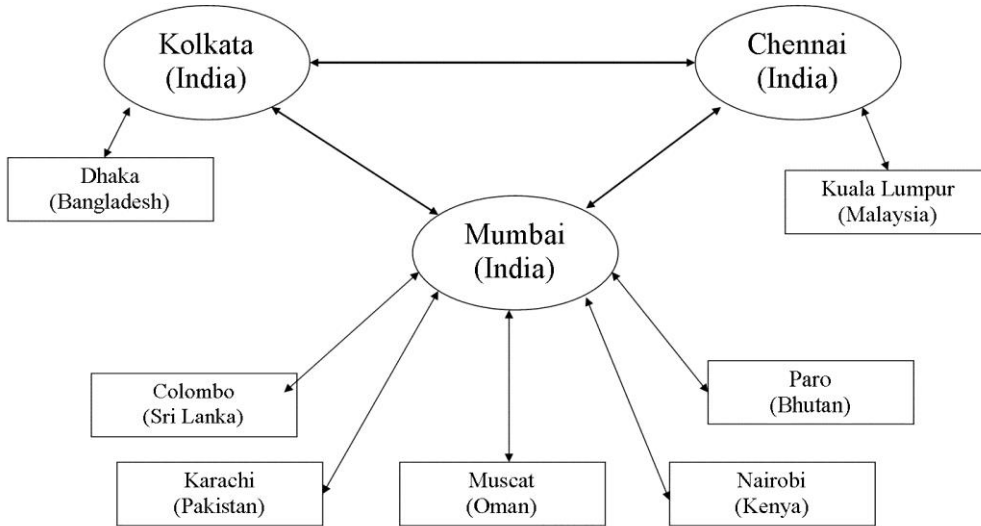 Kolkata
(India)
Chennai
(India)
Dhaka
(Bangladesh)
Kuala Lumpur
(Malaysia)
Mumbai
(India)
Colombo
(Sri Lanka)
Paro
(Bhutan)
Karachi
(Pakistan)
Muscat
(Oman)
Nairobi
(Kenya)